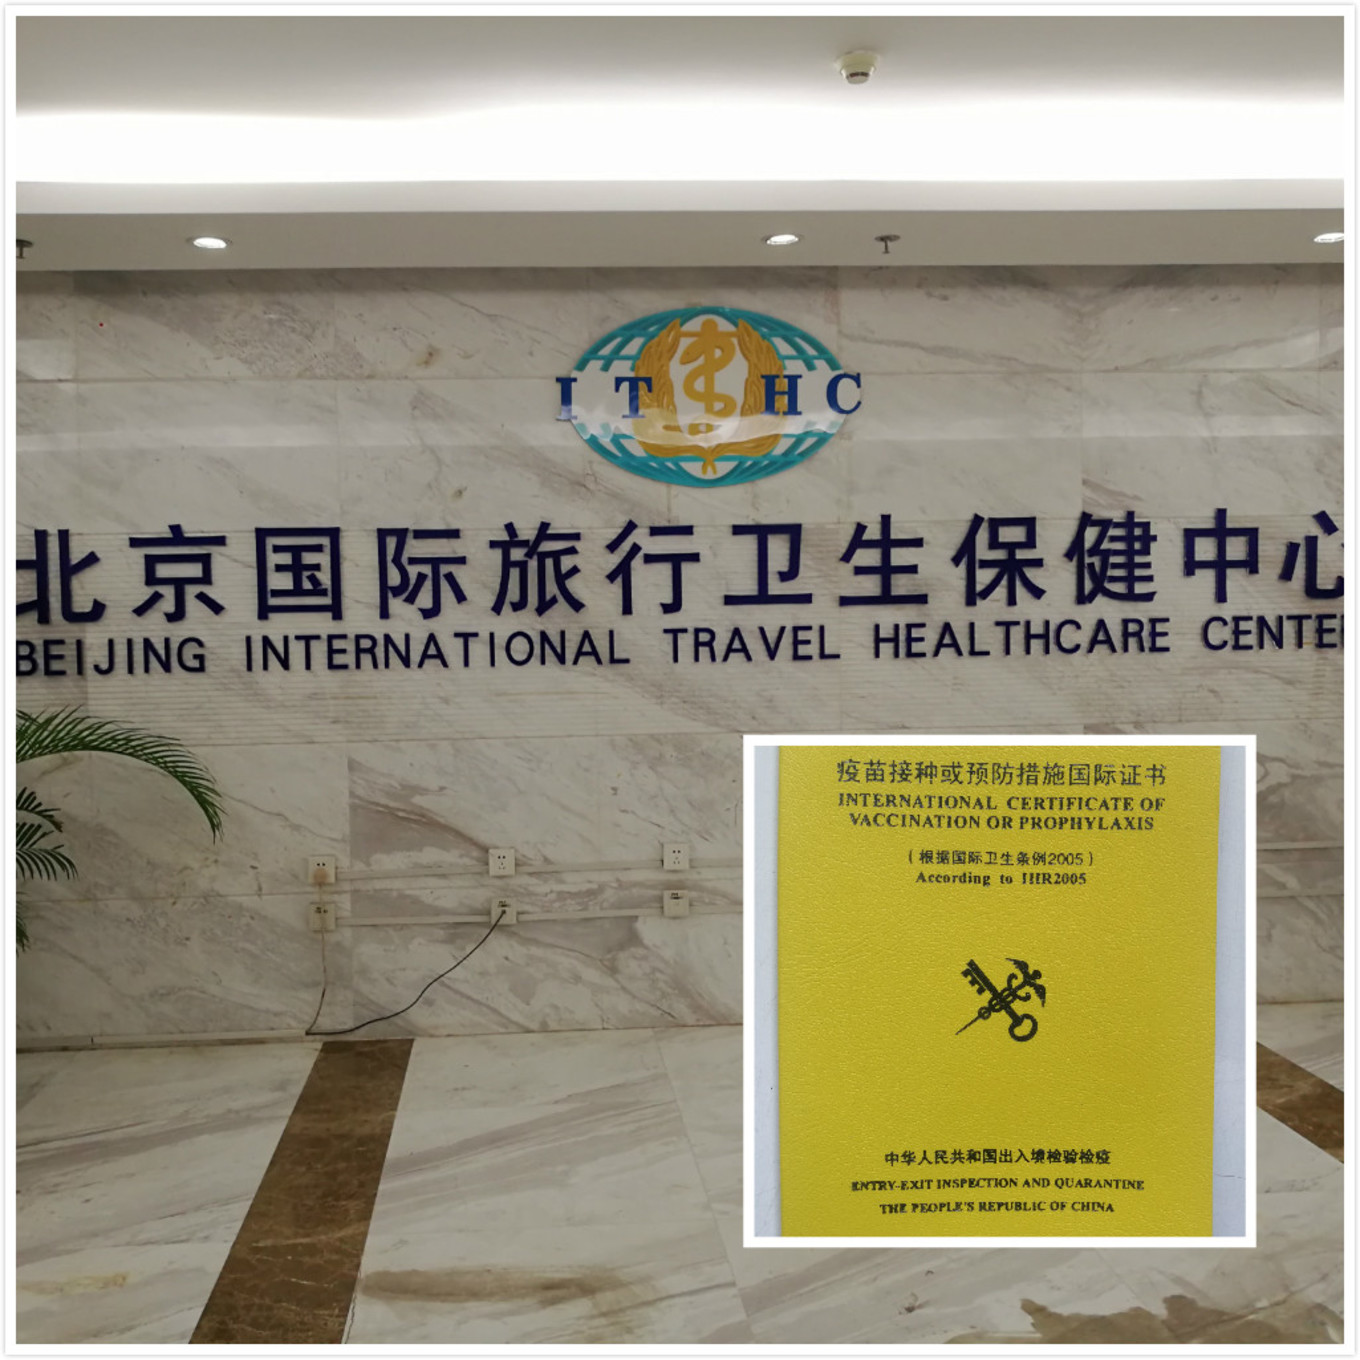 ITHC
北京国际旅行卫生保健中心
BEIJING INTERNATIONAL TRAVEL HEALTHCARE CENTE
疫苗接种或预防措施国际证书
INTERNATIONAL CERTIFICATE OF
VACCINATION OR PROPHYLAXIS
(根据国际卫生条例2005)
According to IHR2005
中华人民共和国出入境检验检疫
ENTRY-EXIT INSPECTION AND QUARANTINE
THE PEOPLE'S REPUBLIC OF CHINA